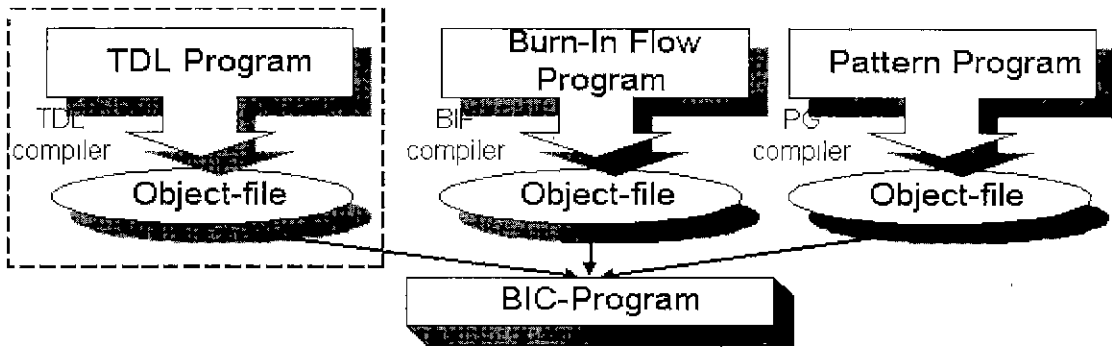 TDL Program
Burn-In Flow
Program
Pattern Program
TDL
compiler
BIF
compiler
PG
compiler
Object-file
Object-file
Object-file
BIC-Program